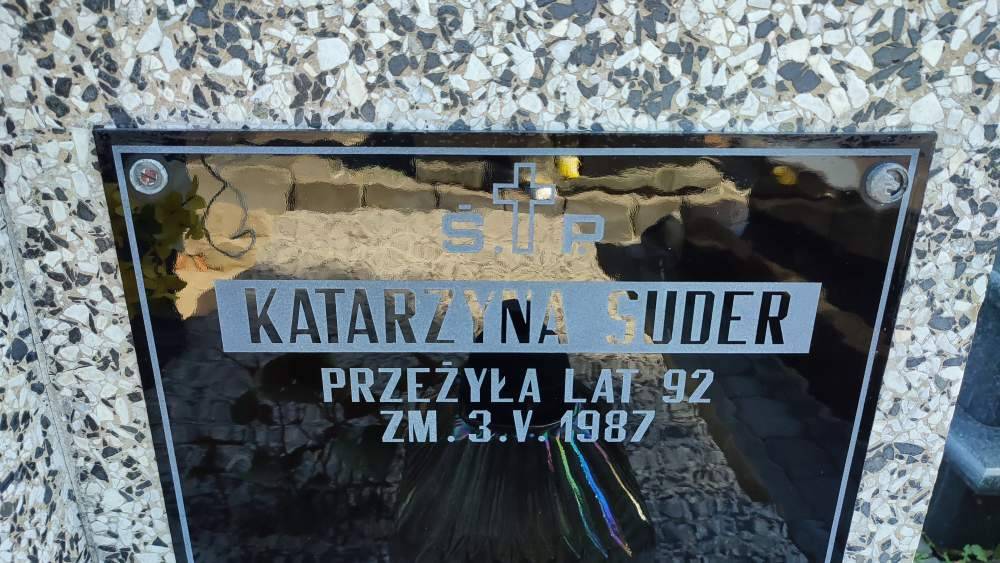 Ś. P.
KATARZYNA SUDER
PRZEŻYŁA LAT 92
ZM. 3. V. 1987